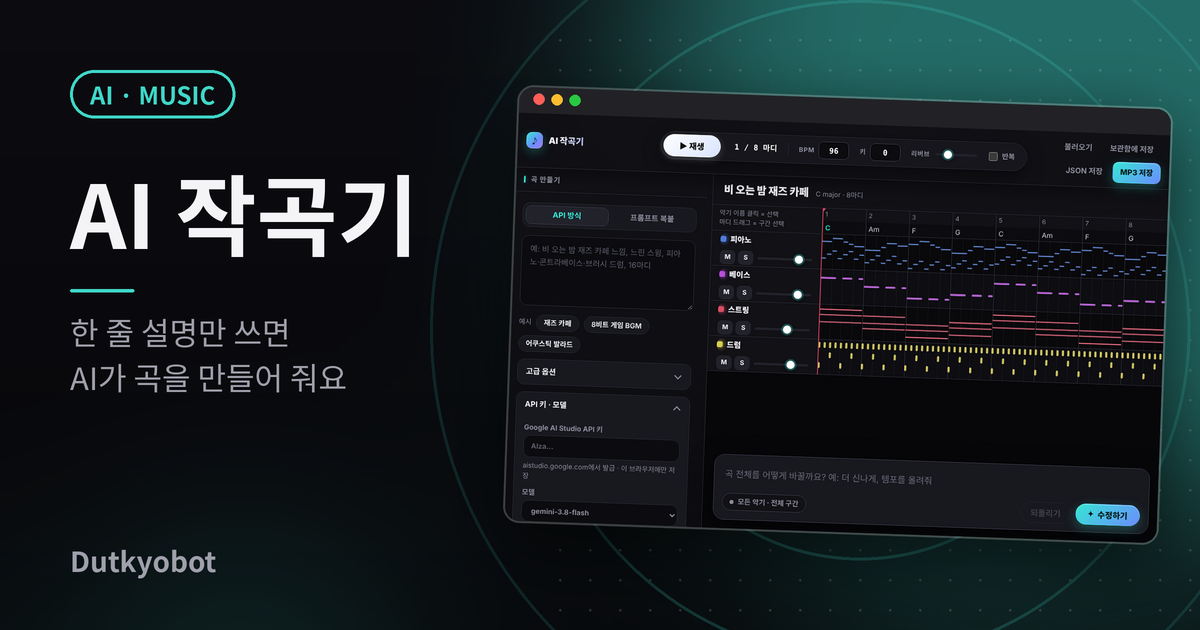 AI · MUSIC
AI 작곡기
한 줄 설명만 쓰면
AI가 곡을 만들어 줘요
Dutkyobot
AI 작곡기
▶ 재생
1 / 8 마디
BPM
96
키
0
리버브
반복
불러오기
보관함에 저장
JSON 저장
MP3 저장
곡 만들기
API 방식
프롬프트 복붙
예: 비 오는 밤 재즈 카페 느낌, 느린 스윙, 피아
노·콘트라베이스·브러시 드럼, 16마디
예시
재즈 카페
8비트 게임 BGM
어쿠스틱 발라드
고급 옵션
API 키 · 모델
Google AI Studio API 키
AIza...
aistudio.google.com에서 발급 · 이 브라우저에만 저
장
모델
gemini-3.8-flash
비 오는 밤 재즈 카페
C major · 8마디
악기 이름 클릭 = 선택
마디 드래그 = 구간 선택
1 2 3 4 5 6 7 8
C Am F G C Am F G
피아노
M S
베이스
M S
스트링
M S
드럼
M S
곡 전체를 어떻게 바꿀까요? 예: 더 신나게, 템포를 올려줘
모든 악기 · 전체 구간
되돌리기
✦ 수정하기